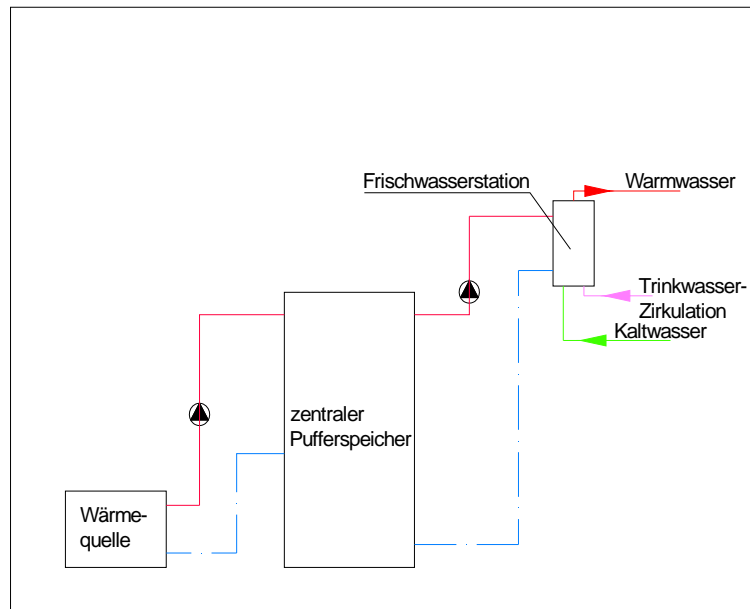 Warmwasser
Frischwasserstation
Trinkwasser-
Zirkulation
Kaltwasser
zentraler
Pufferspeicher
Wärme-
quelle